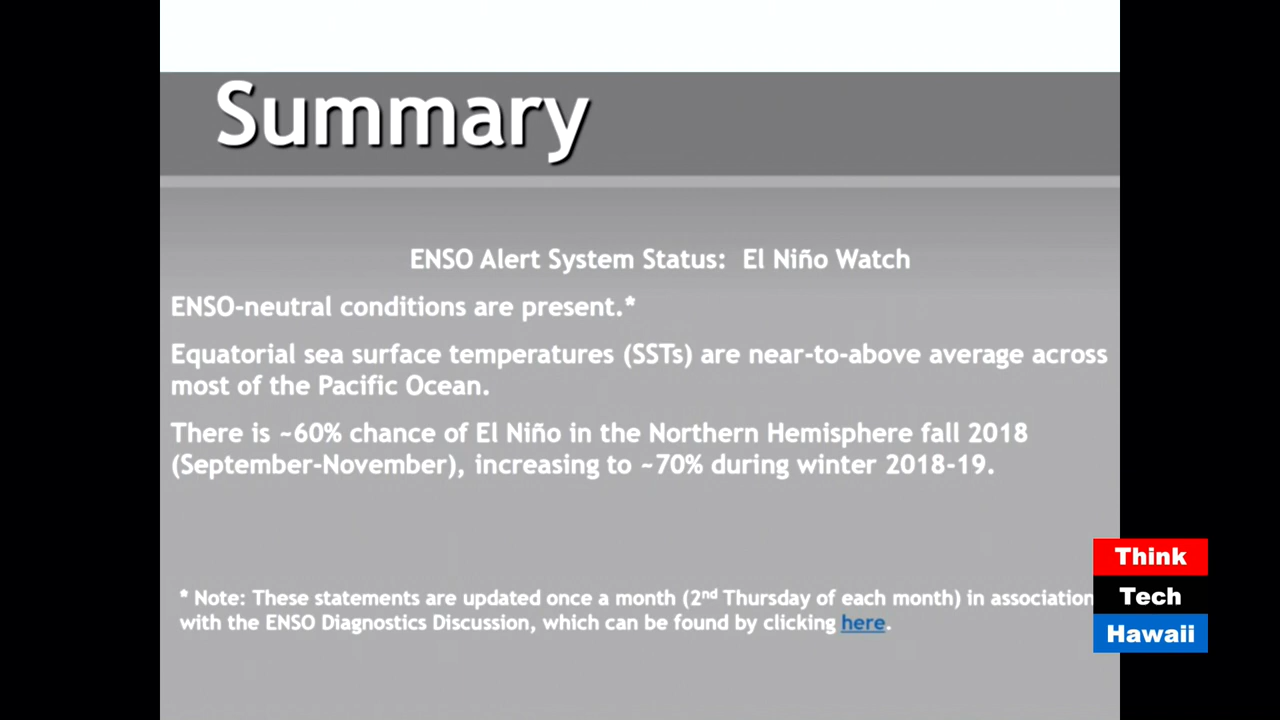 Summary
ENSO Alert System Status: El Niño Watch
ENSO-neutral conditions are present.*
Equatorial sea surface temperatures (SSTs) are near-to-above average across
most of the Pacific Ocean.
There is ~60% chance of El Niño in the Northern Hemisphere fall 2018
(September-November), increasing to ~70% during winter 2018-19.
* Note: These statements are updated once a month (2nd Thursday of each month) in association
with the ENSO Diagnostics Discussion, which can be found by clicking here.
Think
Tech
Hawaii